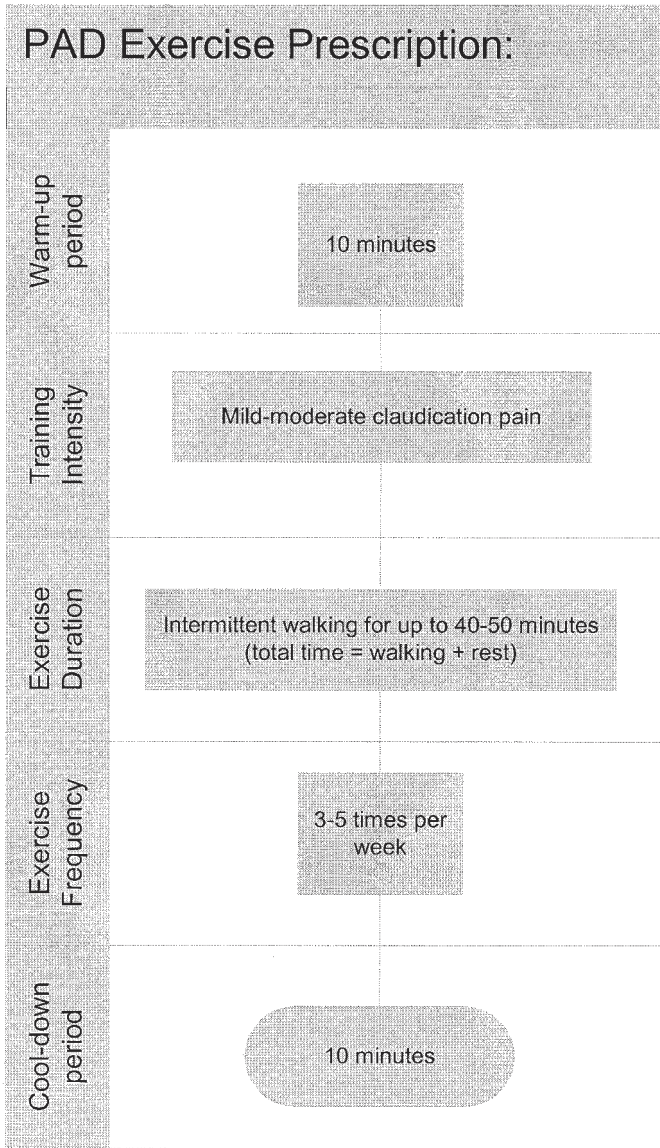 PAD Exercise Prescription:
Warm-up
period
10 minutes
Training
Intensity
Mild-moderate claudication pain
Exercise
Duration
Intermittent walking for up to 40-50 minutes
(total time = walking + rest)
Exercise
Frequency
3-5 times per
week
Cool-down
period
10 minutes